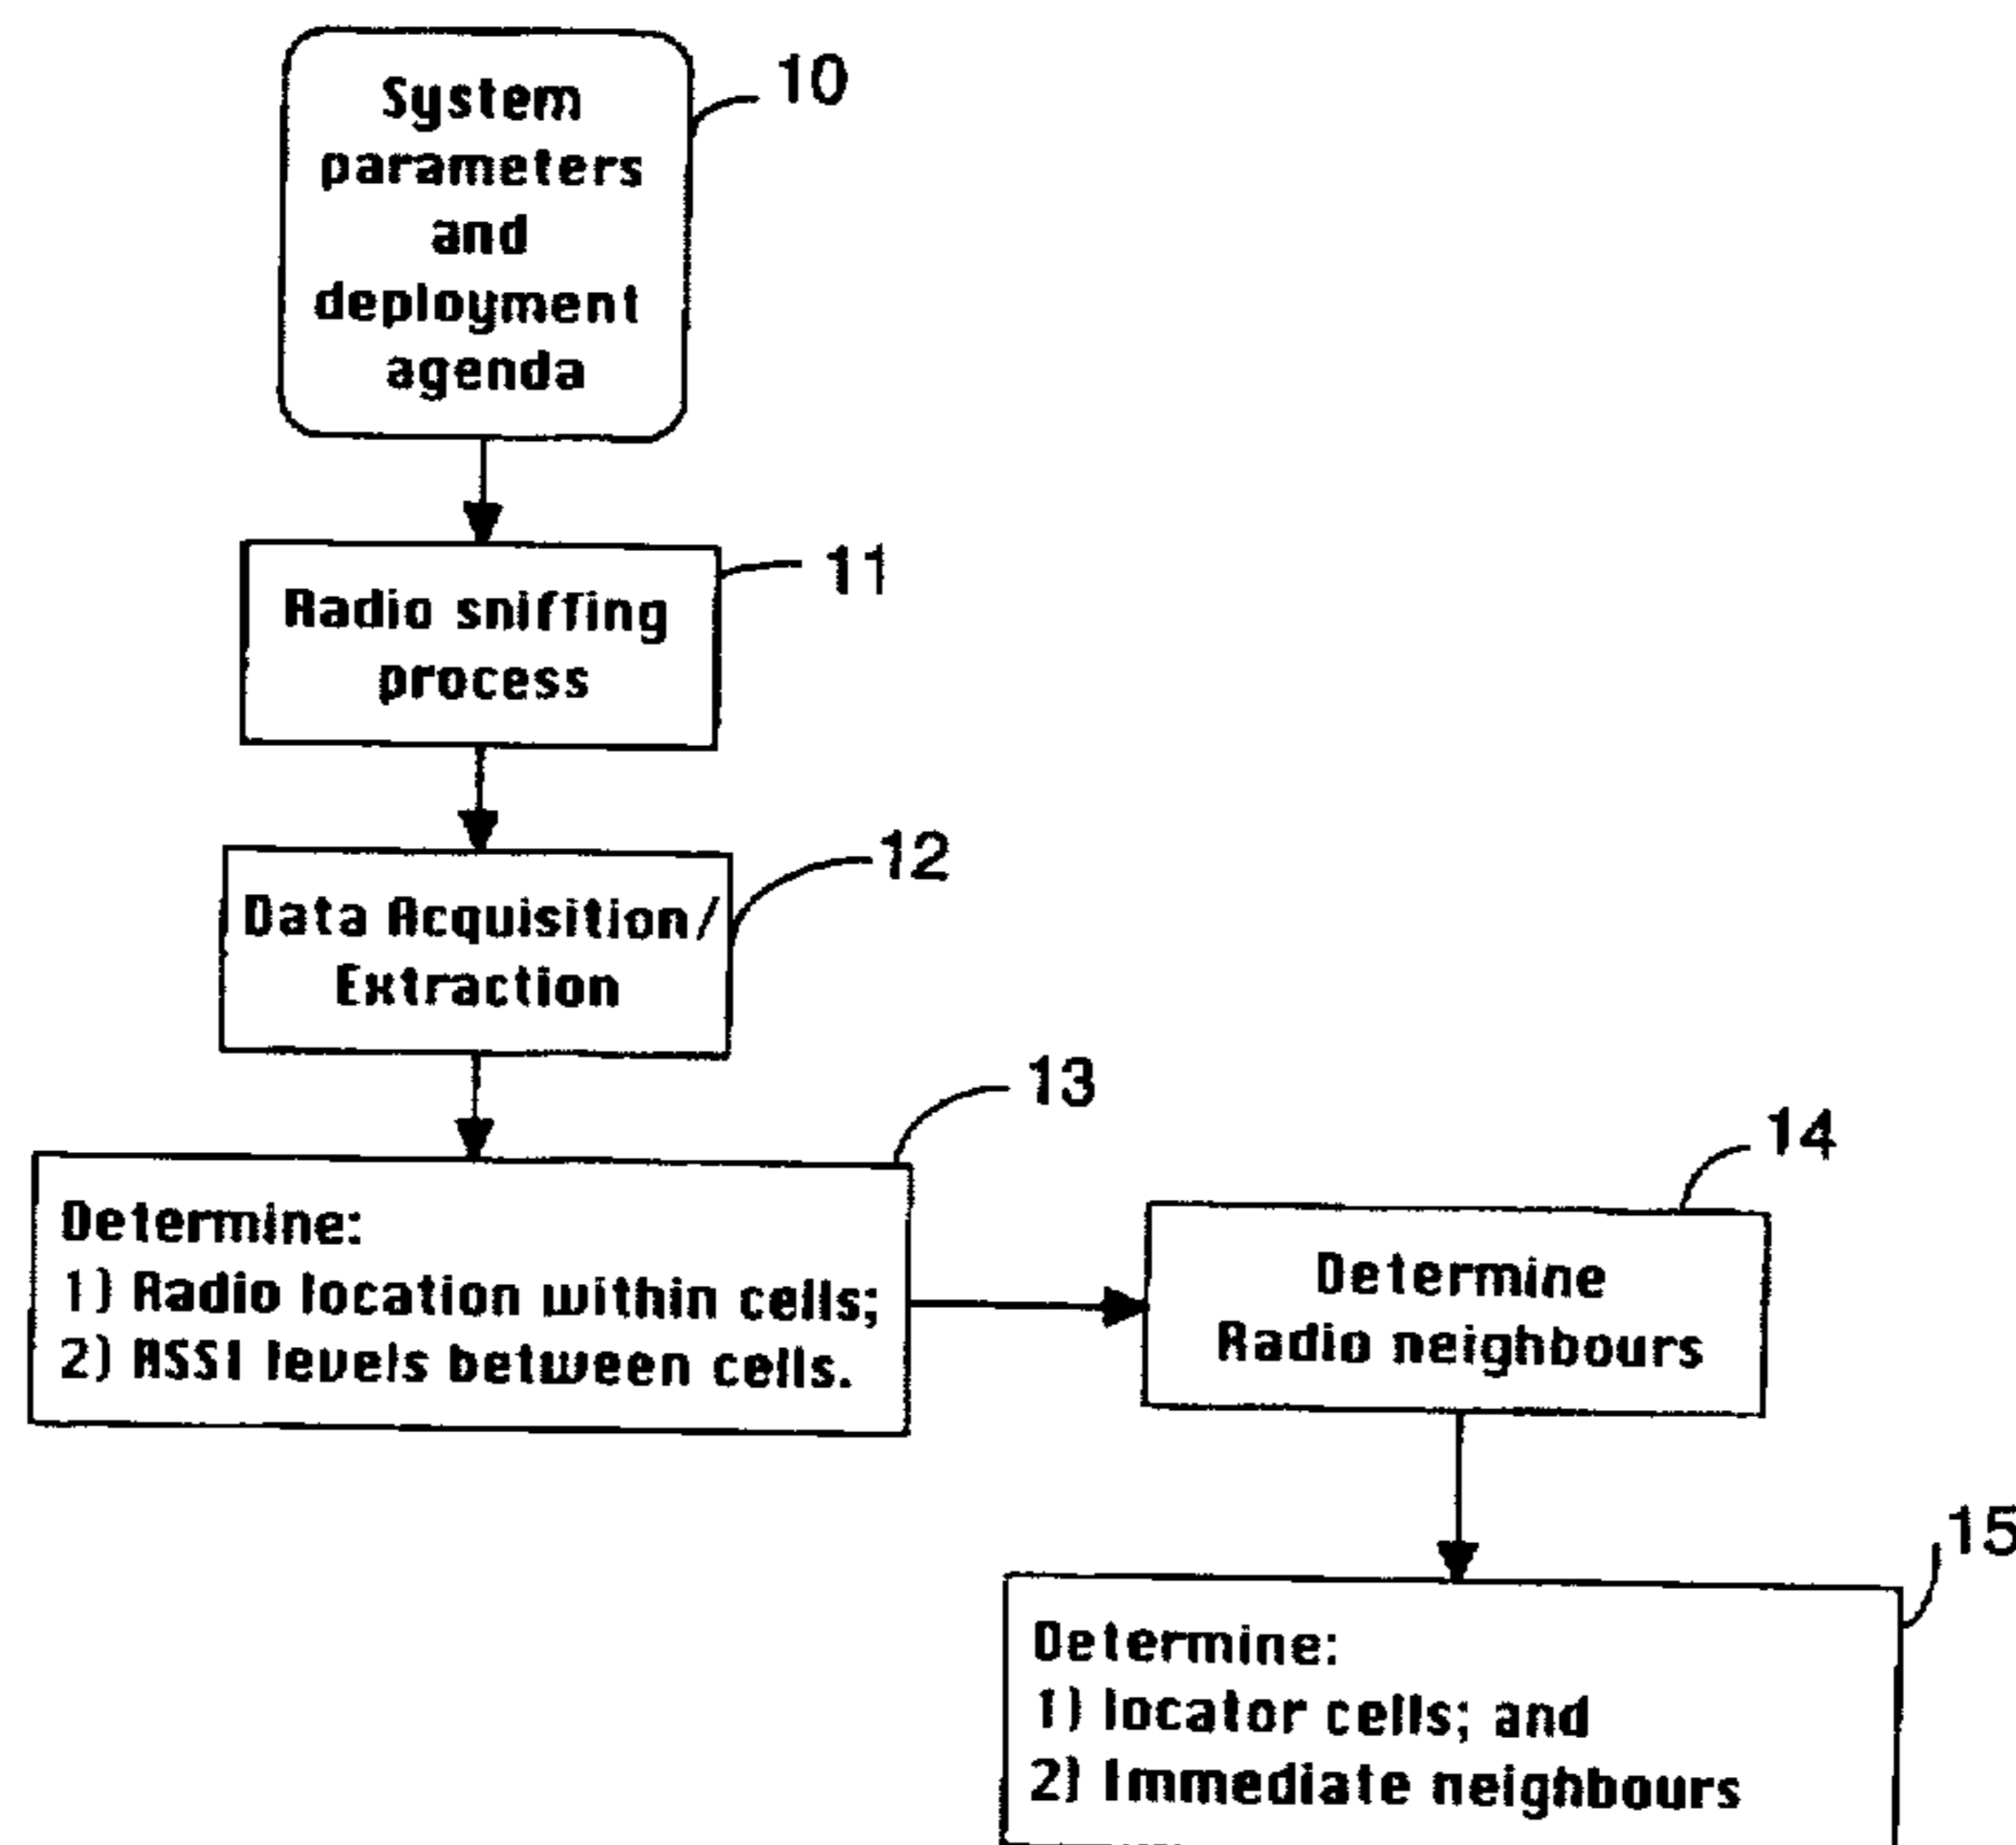 System
parameters
and
deployment
agenda
10
Radio sniffing
process
11
Data Acquisition/
Extraction
12
13
Determine:
1) Radio location within cells;
2) RSSI levels between cells.
14
Determine
Radio neighbours
15
Determine:
1) locator cells; and
2) Immediate neighbours